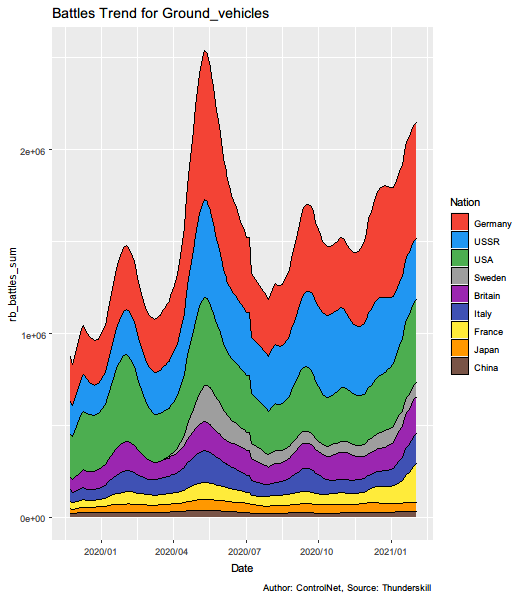 Battles Trend for Ground_vehicles
rb_battles_sum
2e+06
1e+06
0e+00
2020/01
2020/04
2020/07
2020/10
2021/01
Date
Nation
Germany
USSR
USA
Sweden
Britain
Italy
France
Japan
China
Author: ControlNet, Source: Thunderskill